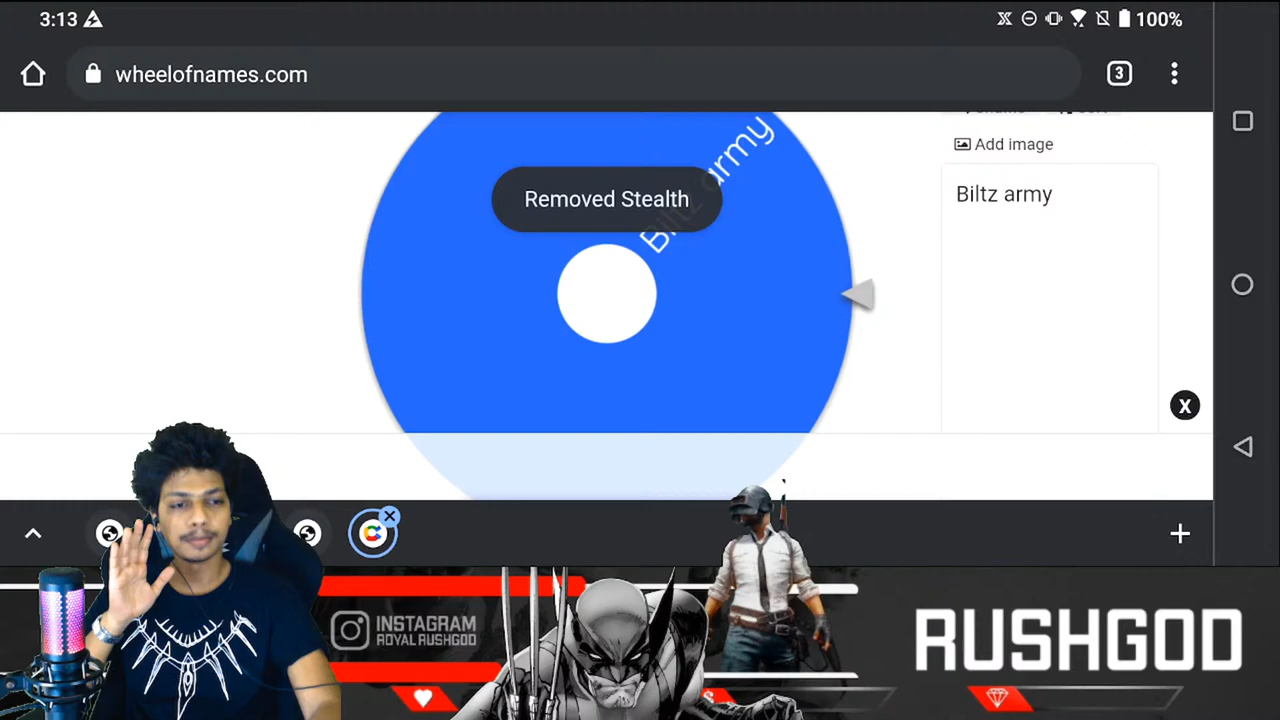 3:13
100%
wheelofnames.com
3
Add image
Biltz army
Biltz army
Removed Stealth
X
INSTAGRAM
ROYAL RUSHGOD
RUSHGOD